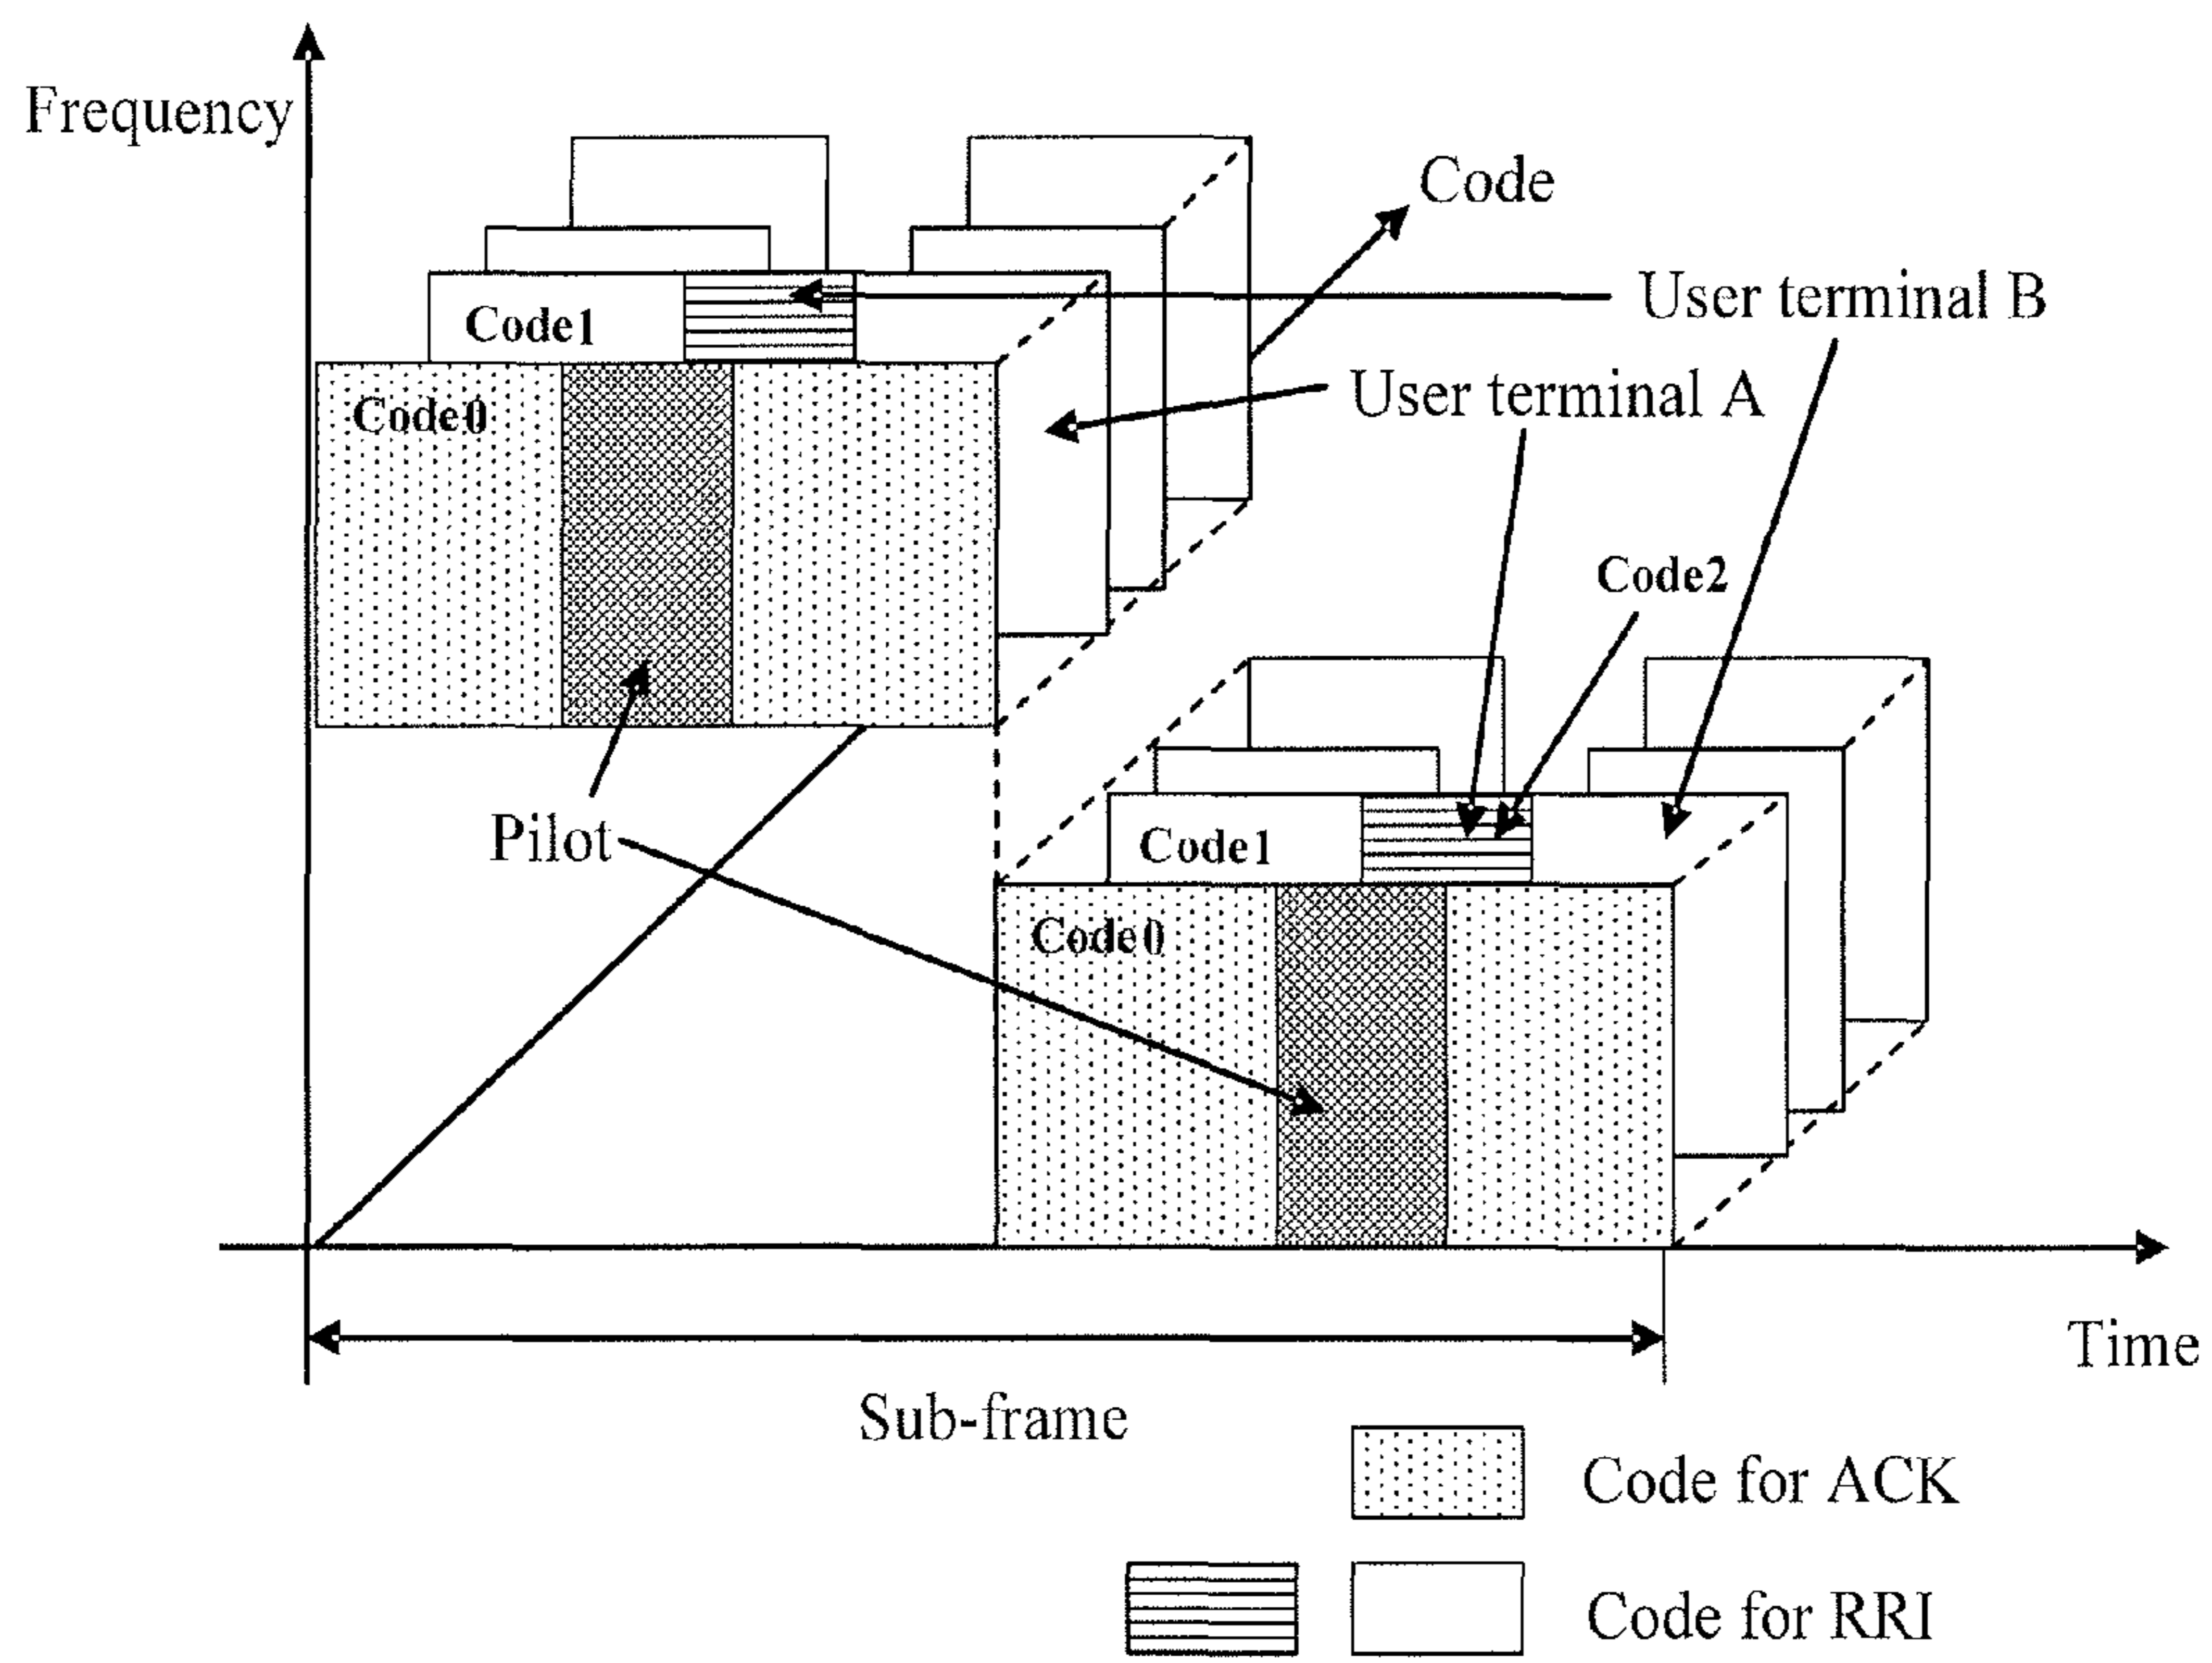 Frequency
Code
User terminal B
Code1
User terminal A
Code0
Code2
Pilot
Code1
Code0
Time
Sub-frame
Code for ACK
Code for RRI